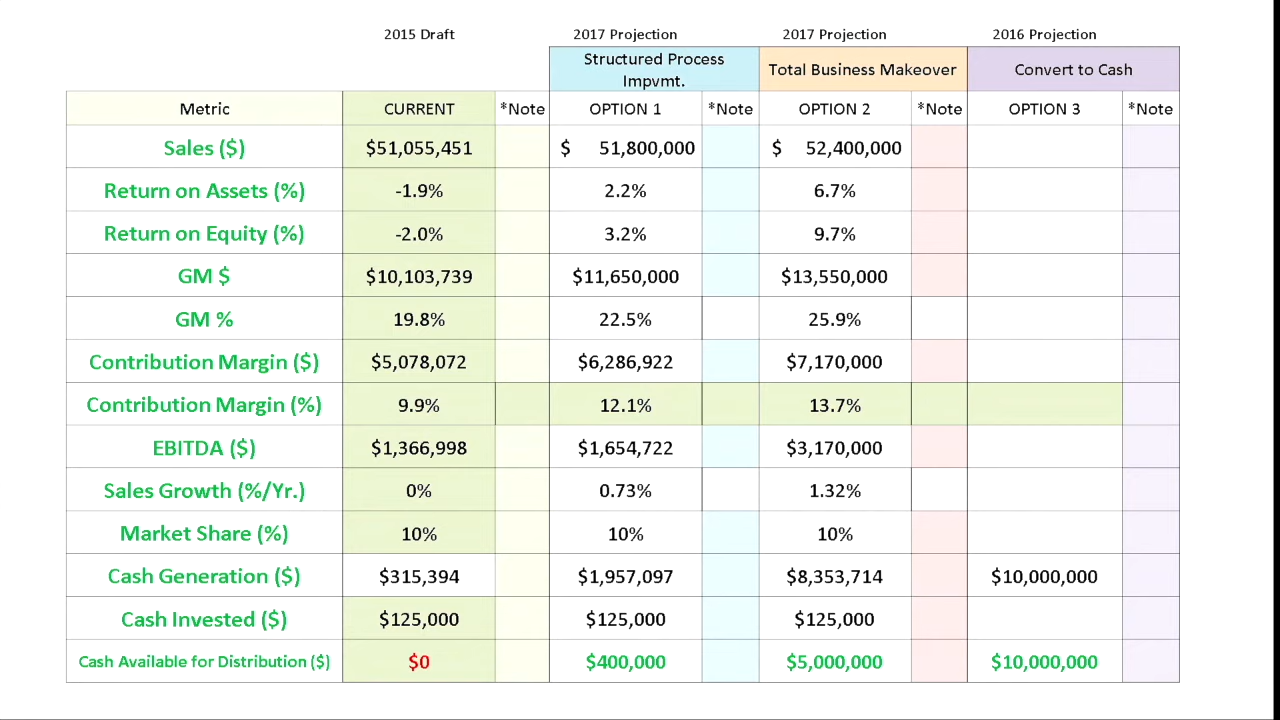 2015 Draft 2017 Projection 2017 Projection 2016 Projection
Structured Process
Impvmt. Total Business Makeover Convert to Cash
Metric CURRENT *Note OPTION 1 *Note OPTION 2 *Note OPTION 3 *Note
Sales ($) $51,055,451 $ 51,800,000 $ 52,400,000
Return on Assets (%) -1.9% 2.2% 6.7%
Return on Equity (%) -2.0% 3.2% 9.7%
GM $ $10,103,739 $11,650,000 $13,550,000
GM % 19.8% 22.5% 25.9%
Contribution Margin ($) $5,078,072 $6,286,922 $7,170,000
Contribution Margin (%) 9.9% 12.1% 13.7%
EBITDA ($) $1,366,998 $1,654,722 $3,170,000
Sales Growth (%/Yr.) 0% 0.73% 1.32%
Market Share (%) 10% 10% 10%
Cash Generation ($) $315,394 $1,957,097 $8,353,714 $10,000,000
Cash Invested ($) $125,000 $125,000 $125,000
Cash Available for Distribution ($) $0 $400,000 $5,000,000 $10,000,000